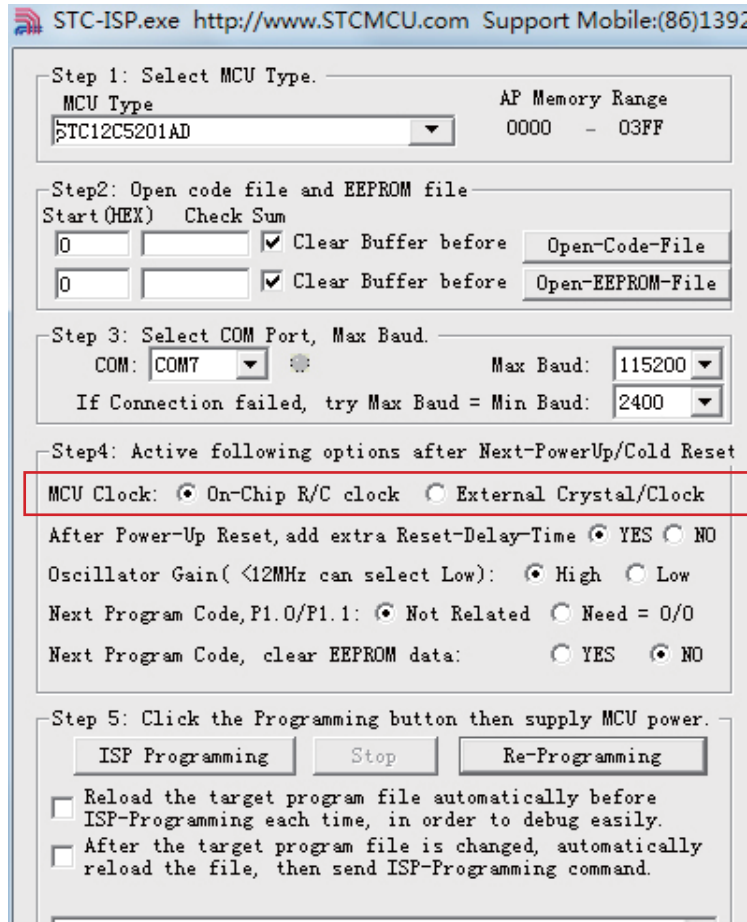 STC-ISP.exe http://www.STCMCU.com Support Mobile:(86)1392
Step 1: Select MCU Type.
MCU Type AP Memory Range
STC12C5201AD 0000 - 03FF
Step2: Open code file and EEPROM file
Start(HEX) Check Sum
0 Clear Buffer before Open-Code-File
0 Clear Buffer before Open-EEPROM-File
Step 3: Select COM Port, Max Baud.
COM: COM7 Max Baud: 115200
If Connection failed, try Max Baud = Min Baud: 2400
Step4: Active following options after Next-PowerUp/Cold Reset
MCU Clock: On-Chip R/C clock External Crystal/Clock
After Power-Up Reset, add extra Reset-Delay-Time YES NO
Oscillator Gain( <12MHz can select Low): High Low
Next Program Code, P1.0/P1.1: Not Related Need = 0/0
Next Program Code, clear EEPROM data: YES NO
Step 5: Click the Programming button then supply MCU power.
ISP Programming Stop Re-Programming
Reload the target program file automatically before
ISP-Programming each time, in order to debug easily.
After the target program file is changed, automatically
reload the file, then send ISP-Programming command.